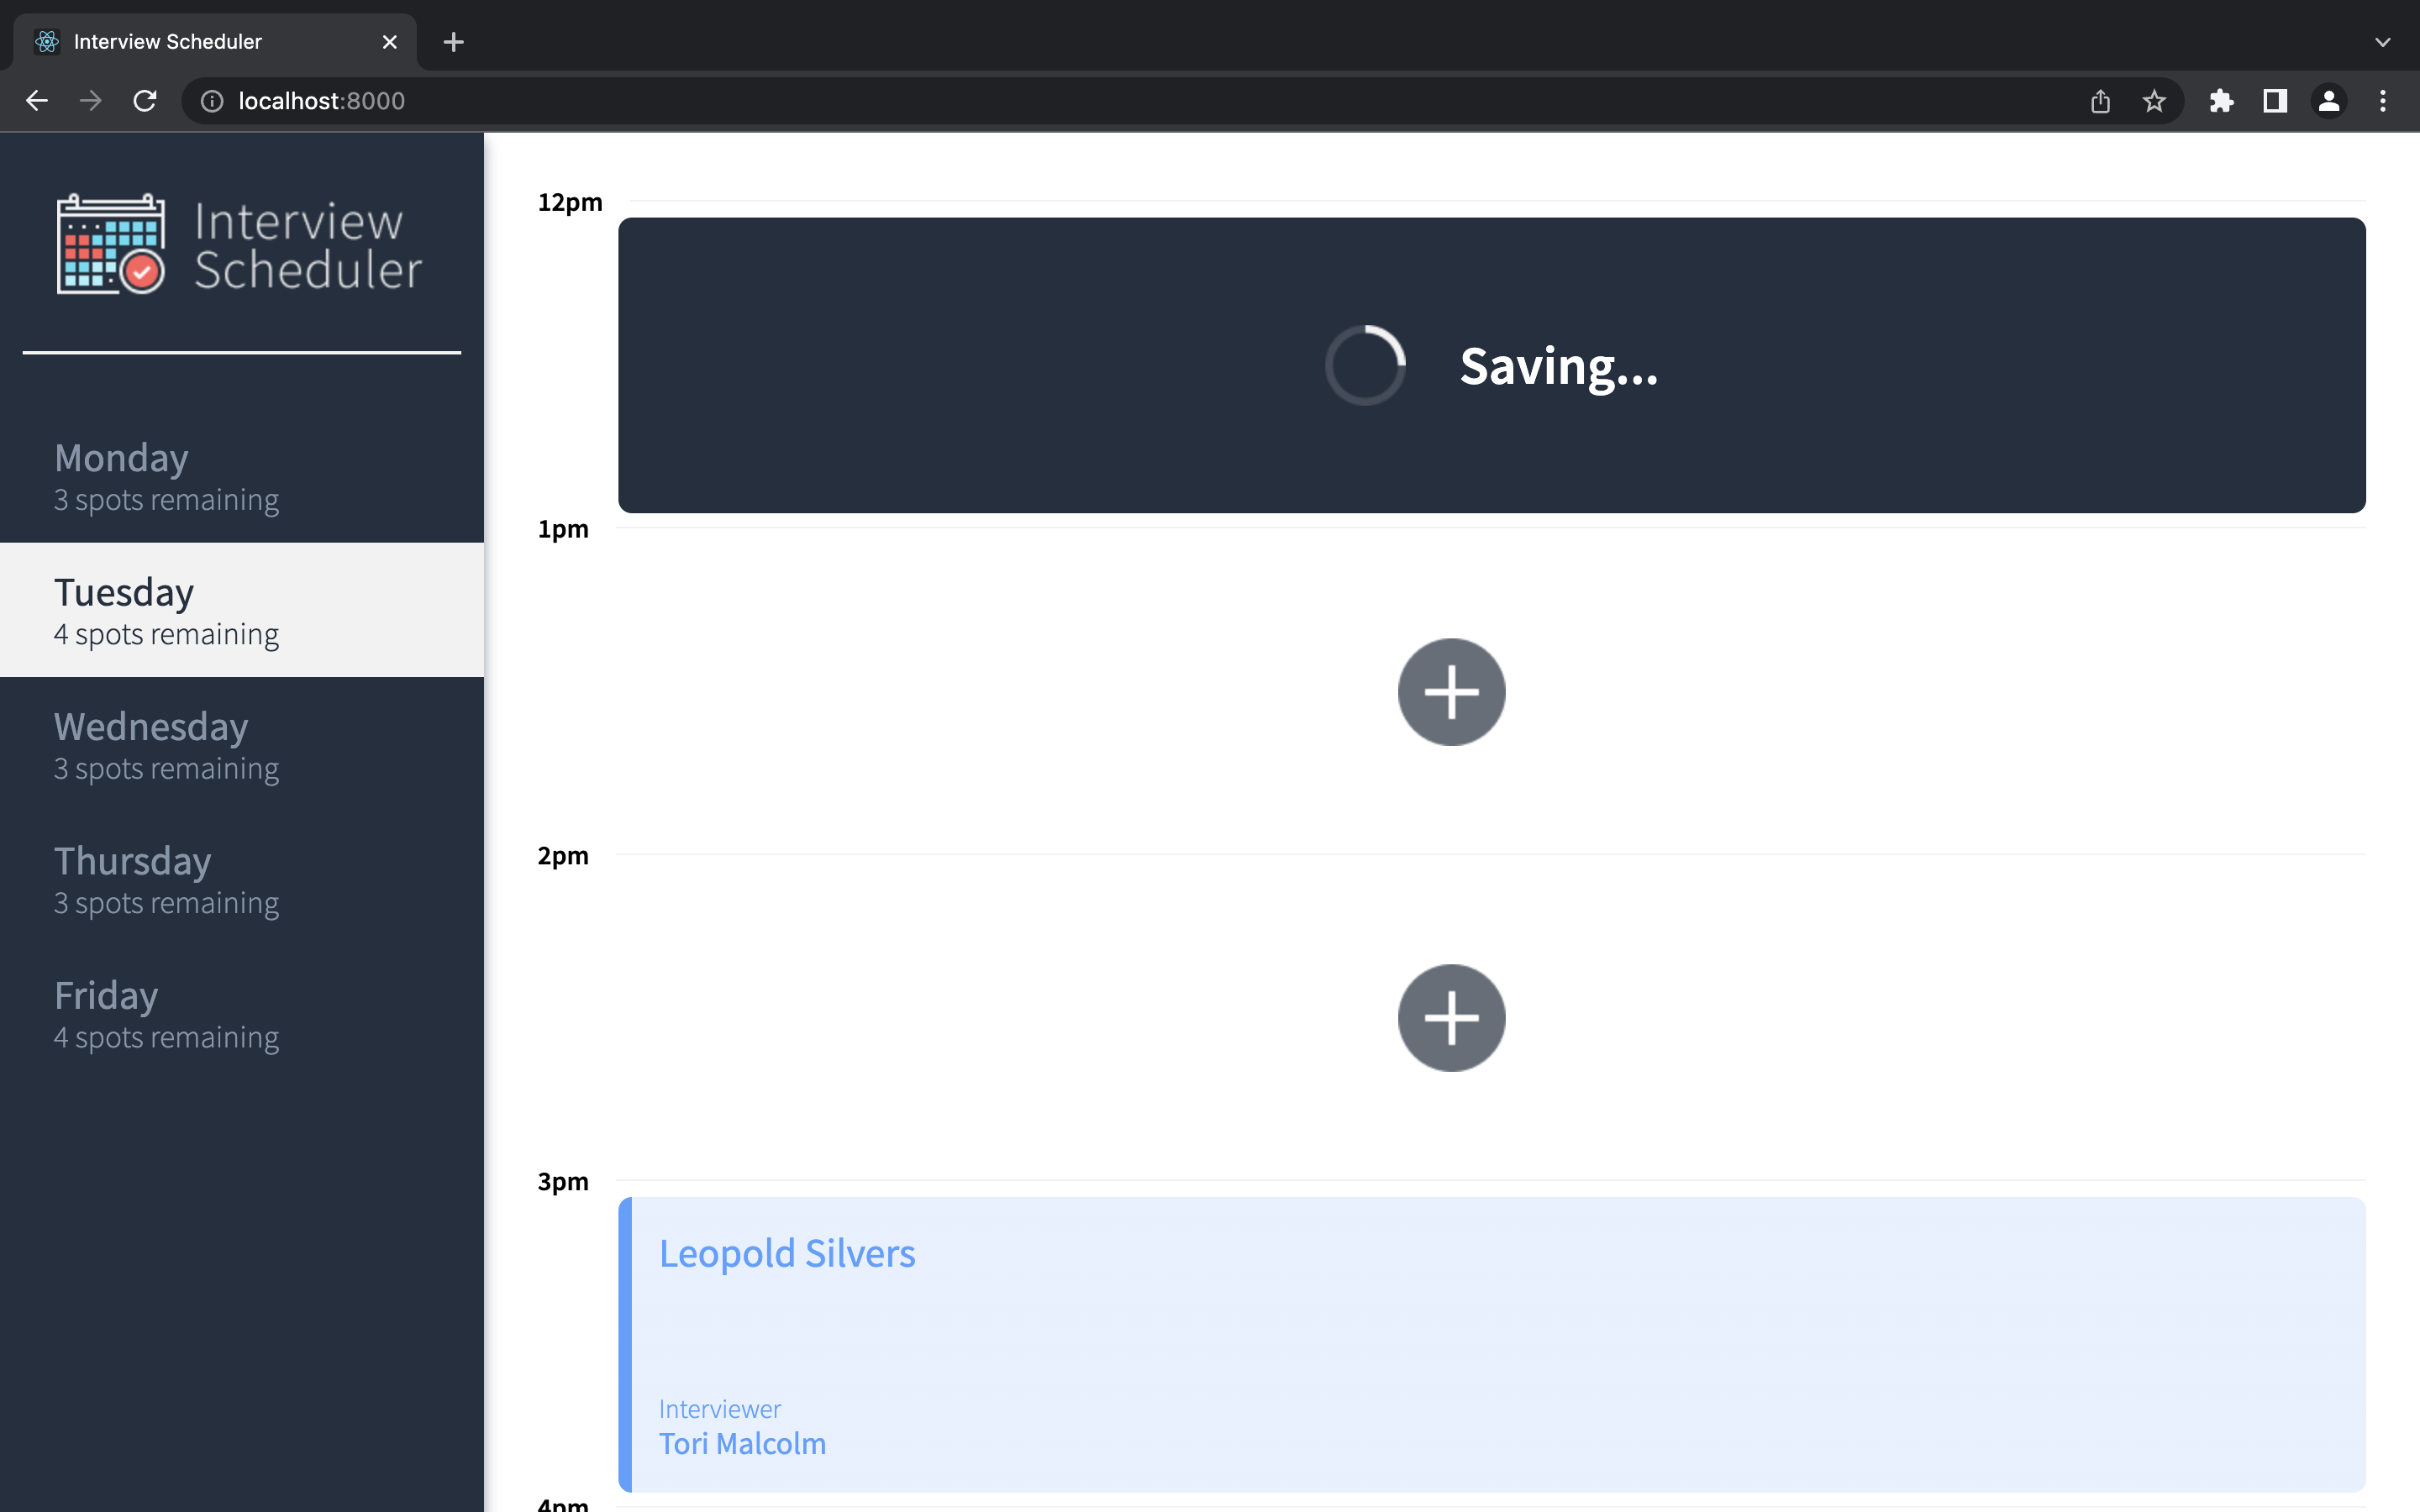 Interview Scheduler
localhost:8000
Interview
Scheduler
Monday
3 spots remaining
Tuesday
4 spots remaining
Wednesday
3 spots remaining
Thursday
3 spots remaining
Friday
4 spots remaining
12pm
Saving...
1pm
2pm
3pm
Leopold Silvers
Interviewer
Tori Malcolm
4pm